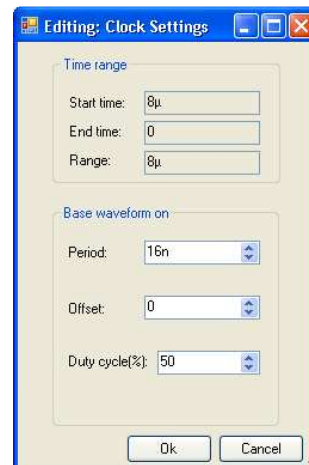 Editing: Clock Settings
Time range
Start time: 8µ
End time: 0
Range: 8µ
Base waveform on
Period: 16n
Offset: 0
Duty cycle(%): 50
Ok Cancel